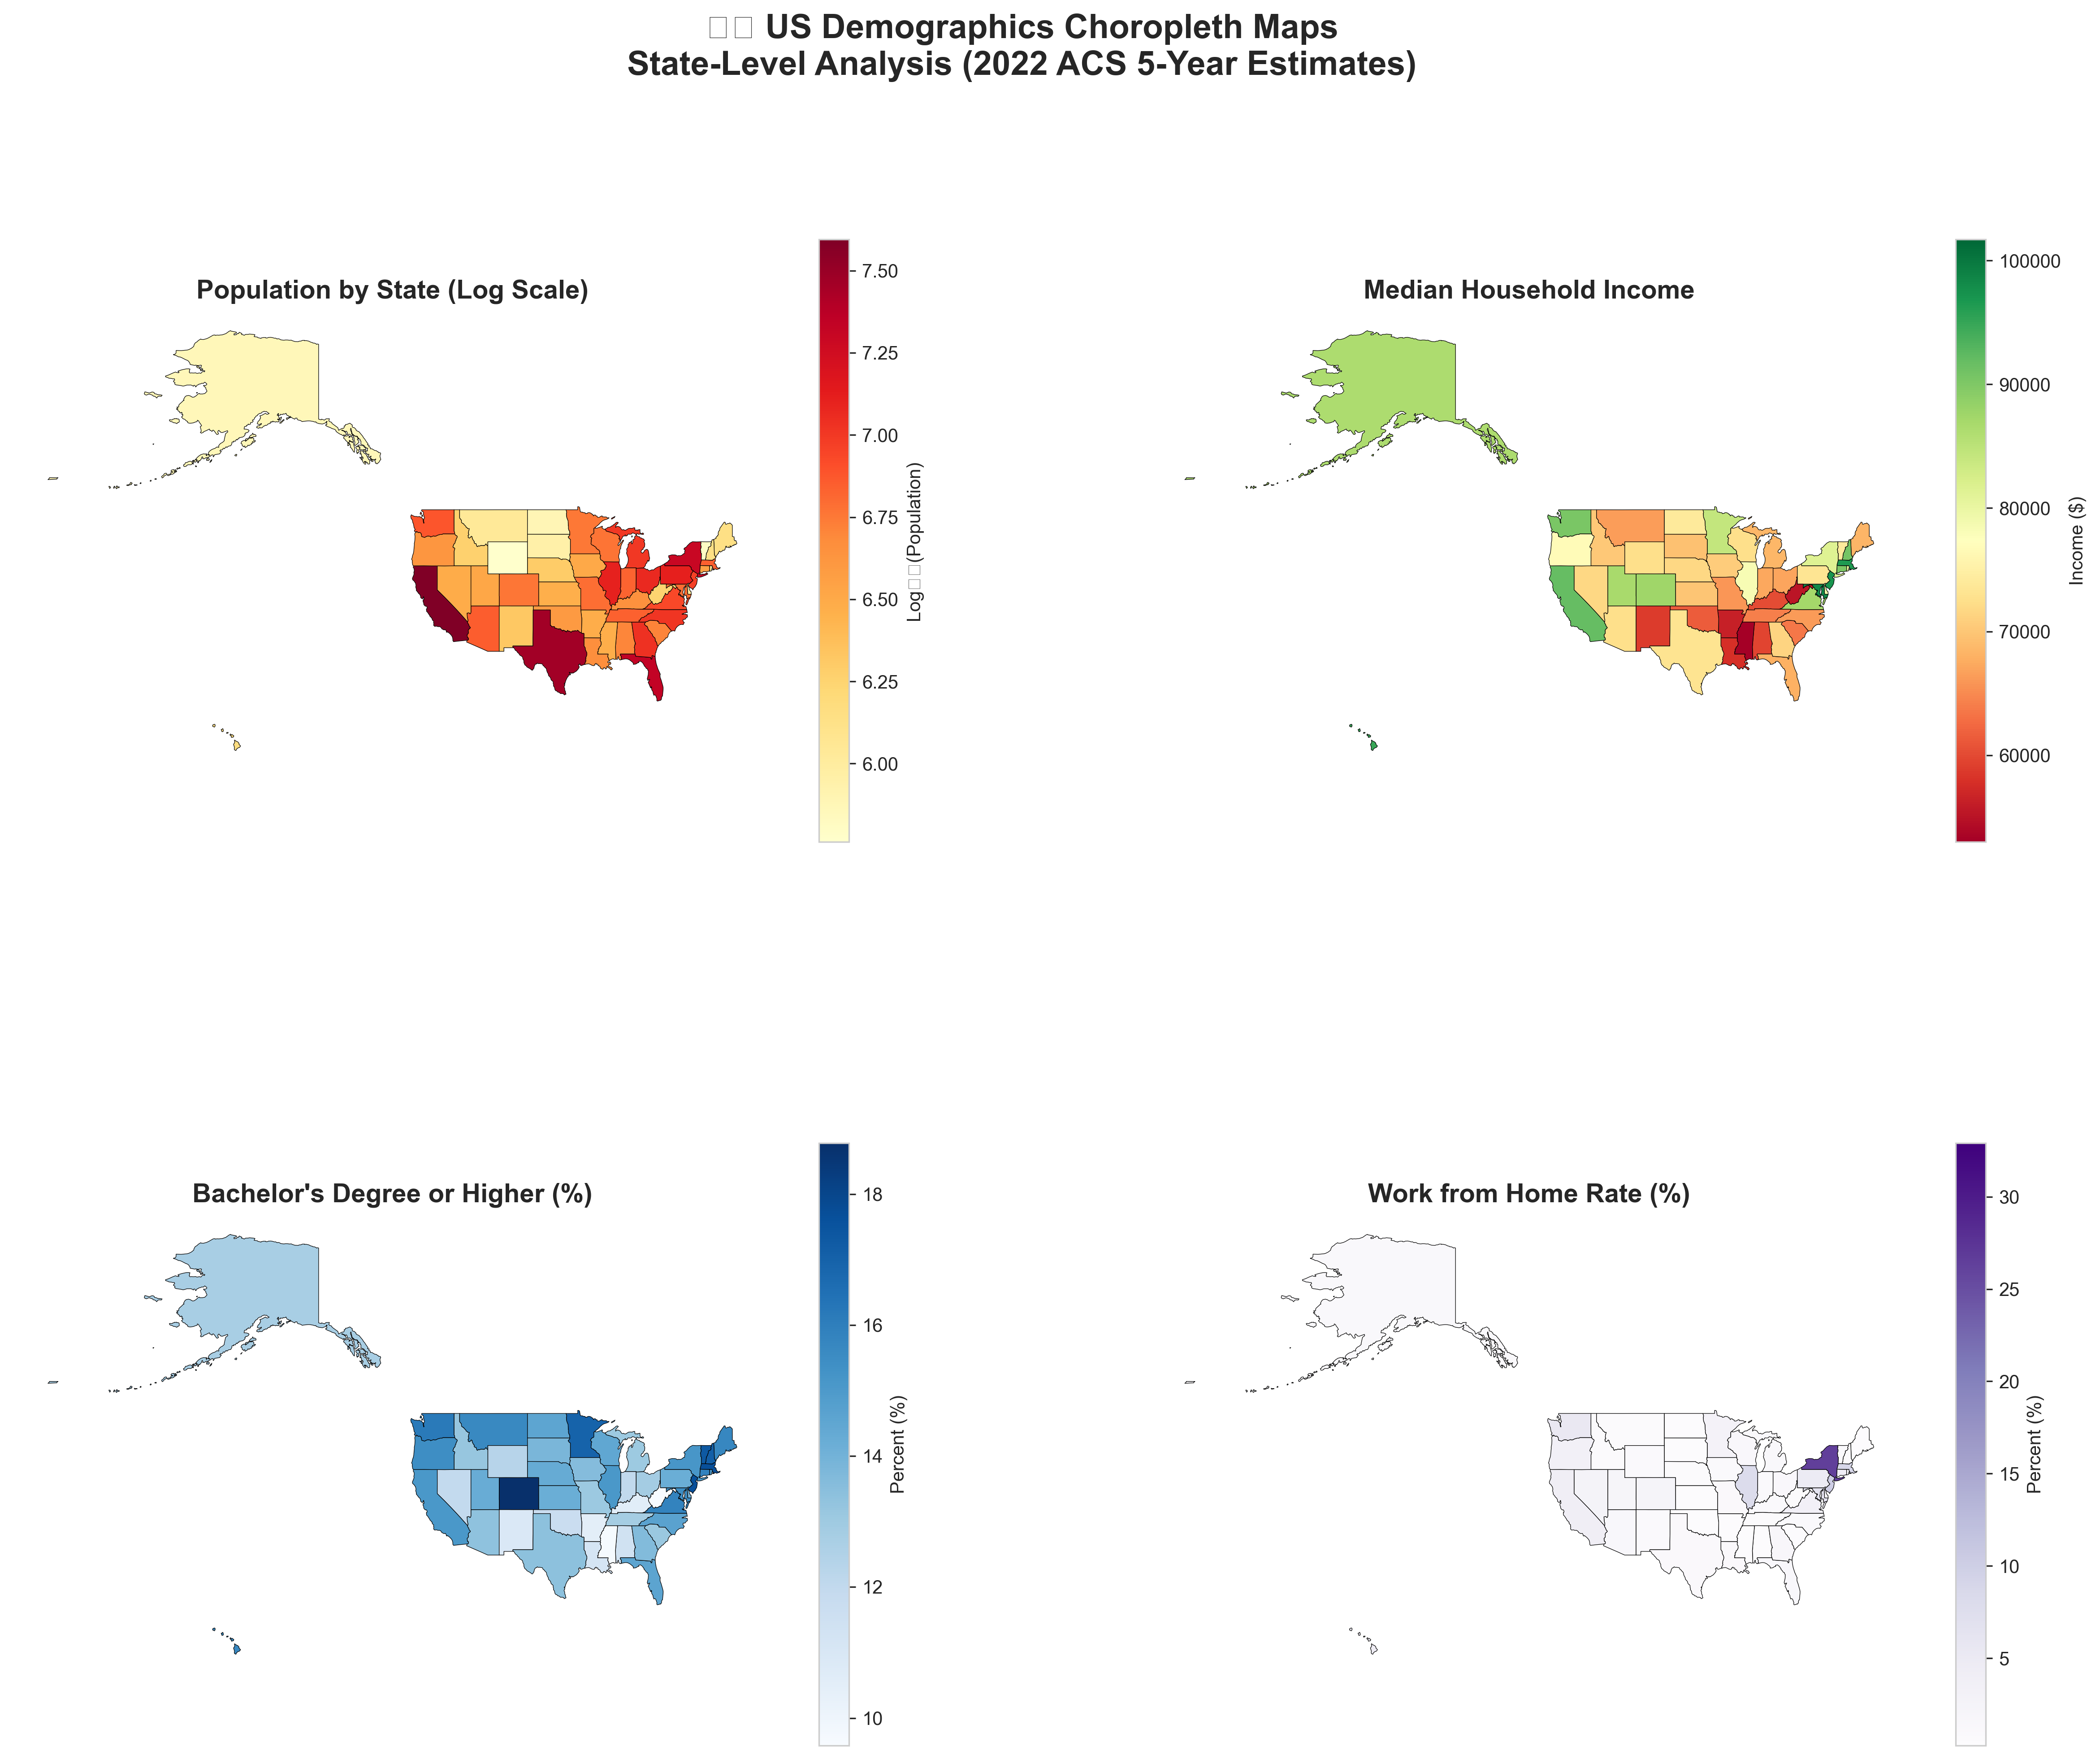 □□ US Demographics Choropleth Maps
State-Level Analysis (2022 ACS 5-Year Estimates)
Population by State (Log Scale)
7.50
7.25
7.00
6.75
6.50
6.25
6.00
Log□□(Population)
Median Household Income
100000
90000
80000
70000
60000
Income ($)
Bachelor's Degree or Higher (%)
18
16
14
12
10
Percent (%)
Work from Home Rate (%)
30
25
20
15
10
5
Percent (%)